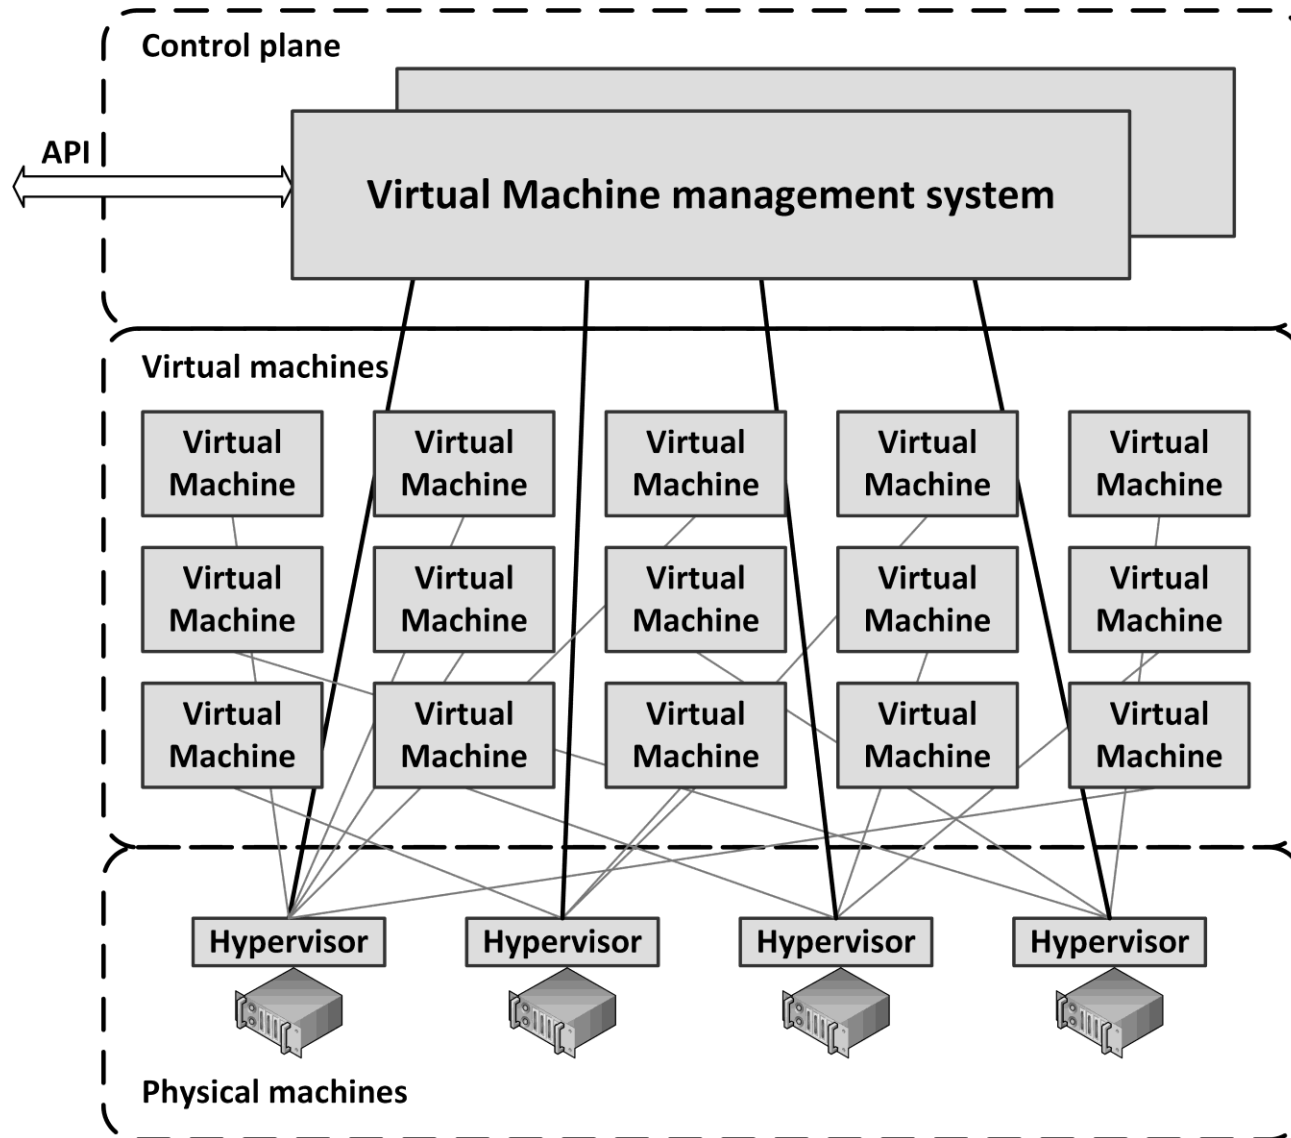 Control plane
API
Virtual Machine management system
Virtual machines
Virtual
Machine
Virtual
Machine
Virtual
Machine
Virtual
Machine
Virtual
Machine
Virtual
Machine
Virtual
Machine
Virtual
Machine
Virtual
Machine
Virtual
Machine
Virtual
Machine
Virtual
Machine
Virtual
Machine
Virtual
Machine
Virtual
Machine
Hypervisor
Hypervisor
Hypervisor
Hypervisor
Physical machines